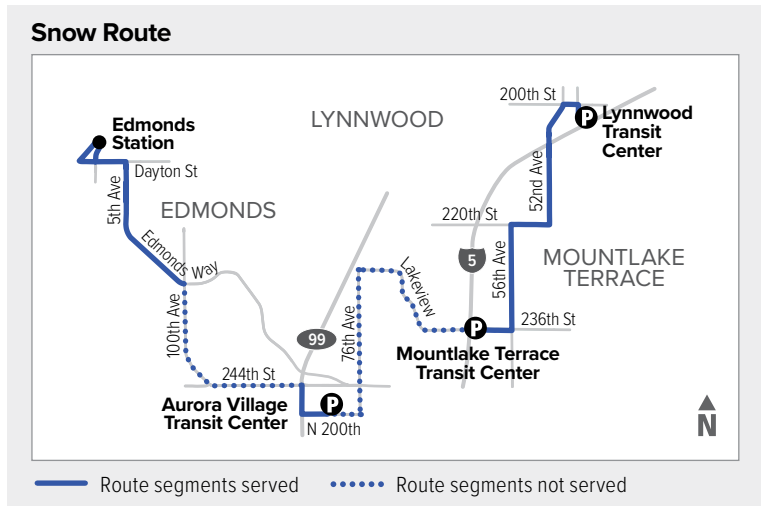 Snow Route
200th St
P
Lynnwood
Transit
Center
LYNNWOOD
Edmonds
Station
Dayton St
5th Ave
52nd Ave
EDMONDS
220th St
Edmonds Way
5
56th Ave
MOUNTLAKE
TERRACE
Lakeview
100th Ave
76th Ave
99
P
236th St
Mountlake Terrace
Transit Center
244th St
Aurora Village
Transit Center
P
N 200th
N
Route segments served
Route segments not served